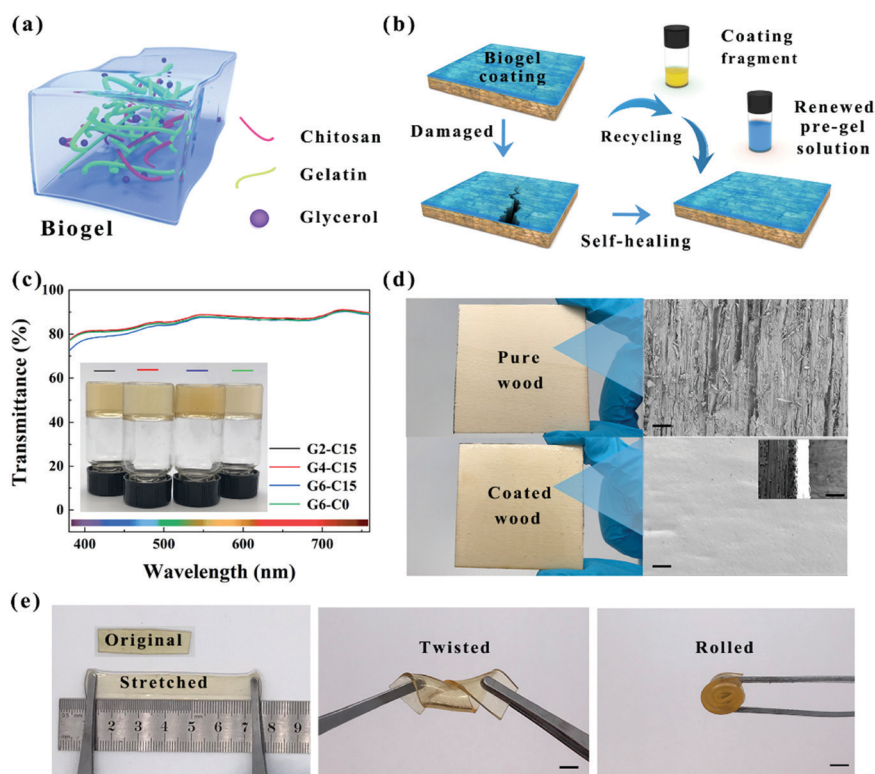 (a)
Chitosan
Gelatin
Glycerol
Biogel
(b)
Biogel
coating
Damaged
Coating
fragment
Recycling
Renewed
pre-gel
solution
Self-healing
(c)
Transmittance (%)
100
80
60
40
20
0
G2-C15
G4-C15
G6-C15
G6-C0
400
500
600
700
Wavelength (nm)
(d)
Pure
wood
Coated
wood
(e)
Original
Stretched
2 3 4 5 6 7 8 9
Twisted
Rolled